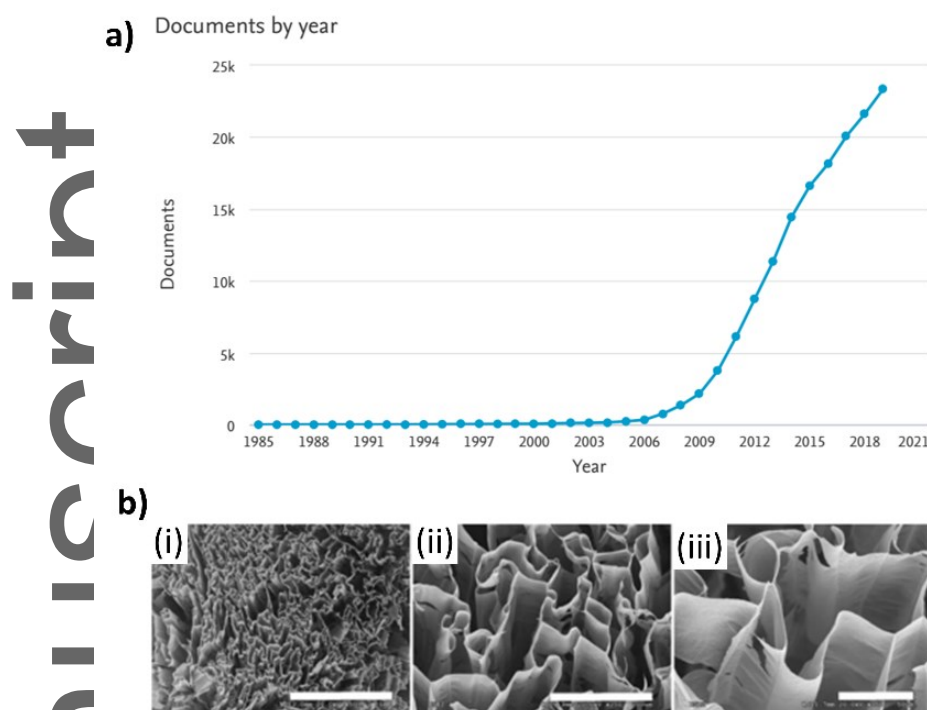 a)
Documents by year
25k
20k
15k
10k
5k
0
Documents
1985 1988 1991 1994 1997 2000 2003 2006 2009 2012 2015 2018 2021
Year
b)
(i)
(ii)
(iii)